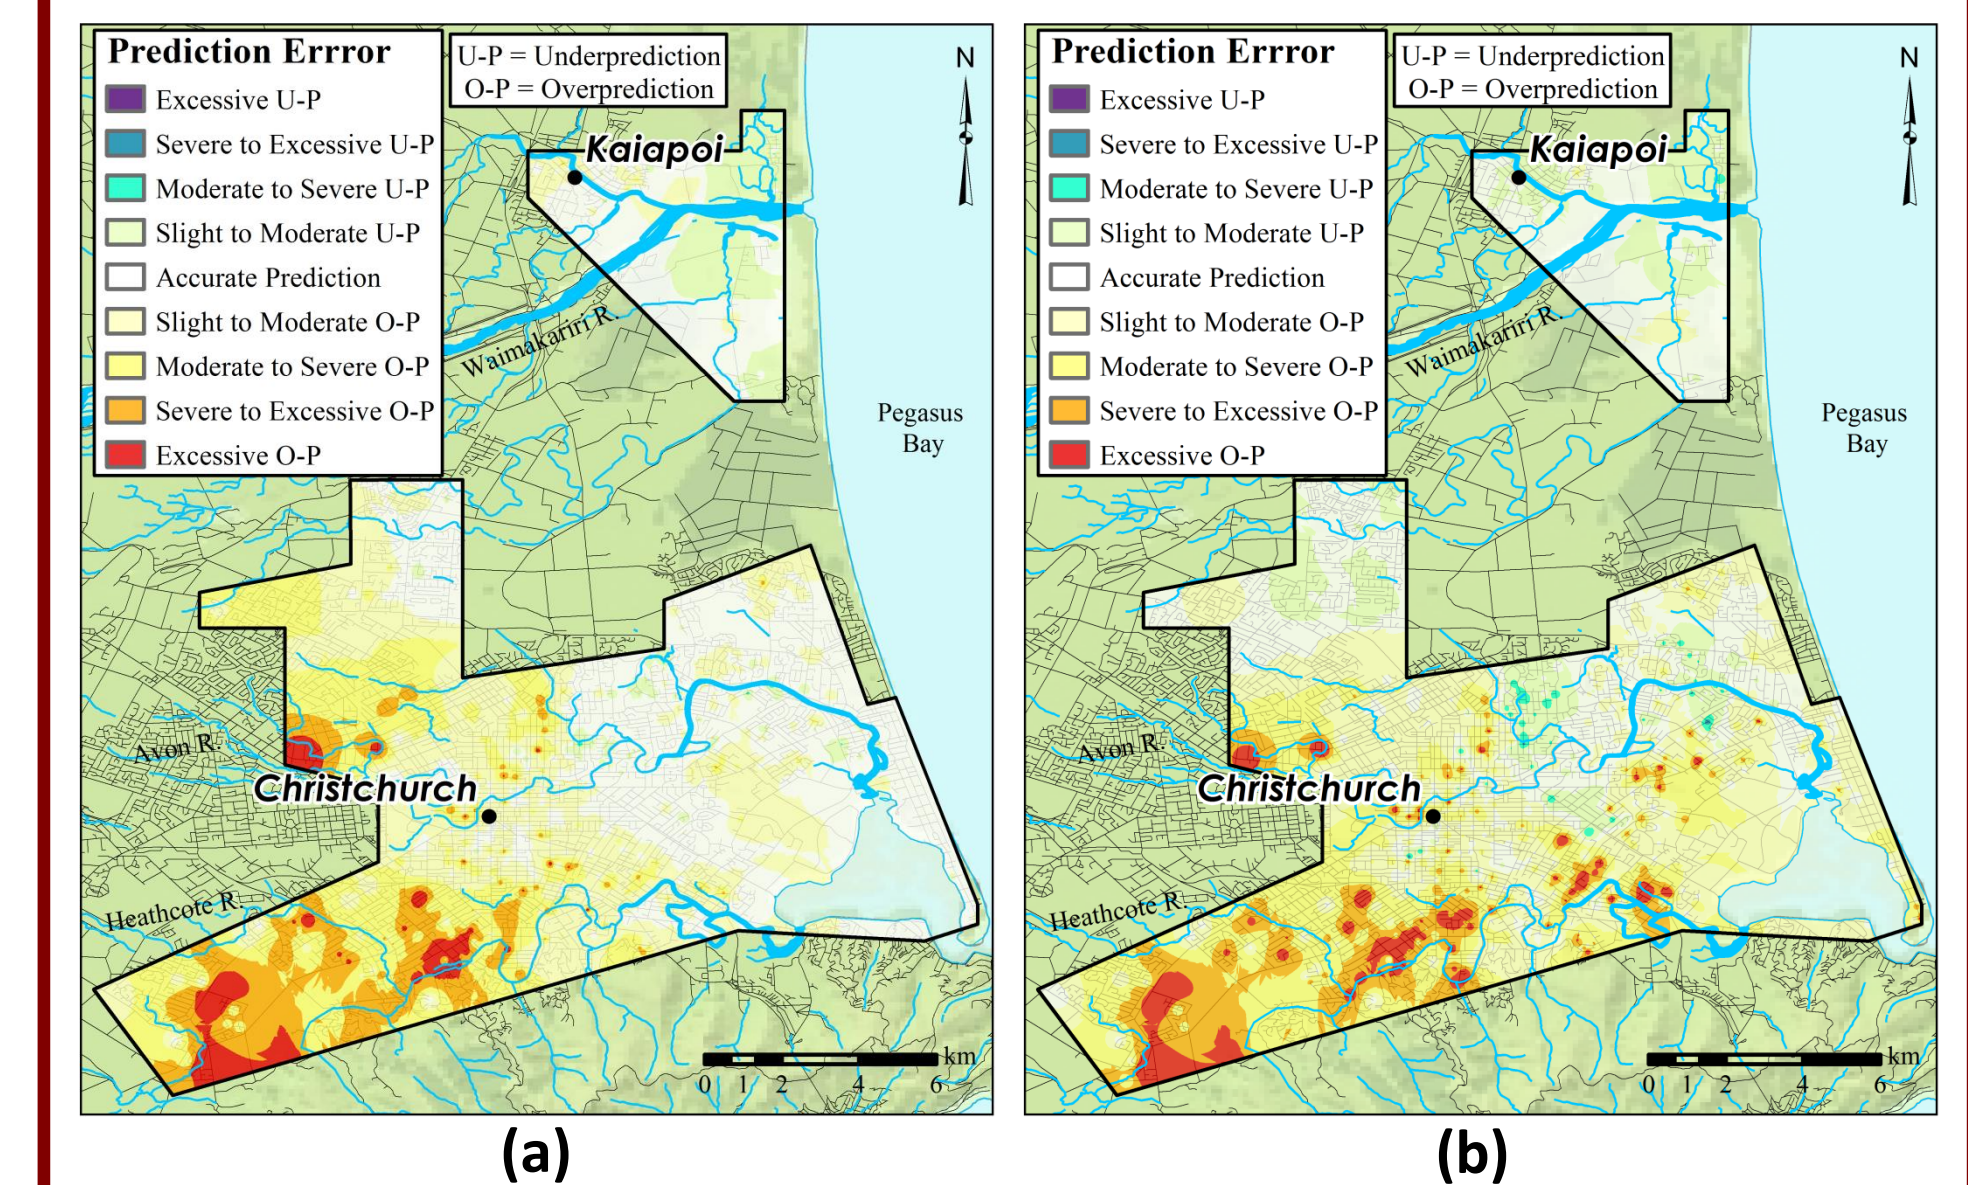 Prediction Errror
Excessive U-P
Severe to Excessive U-P
Moderate to Severe U-P
Slight to Moderate U-P
Accurate Prediction
Slight to Moderate O-P
Moderate to Severe O-P
Severe to Excessive O-P
Excessive O-P
U-P = Underprediction
O-P = Overprediction
N
Kaiapoi
Waimakariri R.
Pegasus
Bay
Avon R.
Christchurch
Heathcote R.
km
0 1 2 4 6
(a)
Prediction Errror
Excessive U-P
Severe to Excessive U-P
Moderate to Severe U-P
Slight to Moderate U-P
Accurate Prediction
Slight to Moderate O-P
Moderate to Severe O-P
Severe to Excessive O-P
Excessive O-P
U-P = Underprediction
O-P = Overprediction
N
Kaiapoi
Waimakariri R.
Pegasus
Bay
Avon R.
Christchurch
Heathcote R.
km
0 1 2 4 6
(b)